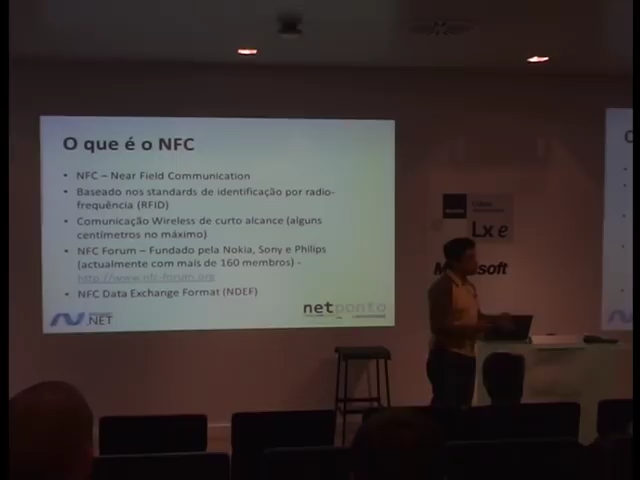 O que é o NFC
• NFC – Near Field Communication
• Baseado nos standards de identificação por radio-
frequência (RFID)
• Comunicação Wireless de curto alcance (alguns
centímetros no máximo)
• NFC Forum – Fundado pela Nokia, Sony e Philips
(actualmente com mais de 160 membros) -
http://www.nfc-forum.org
• NFC Data Exchange Format (NDEF)
.NET
netponto
Lxe
Microsoft